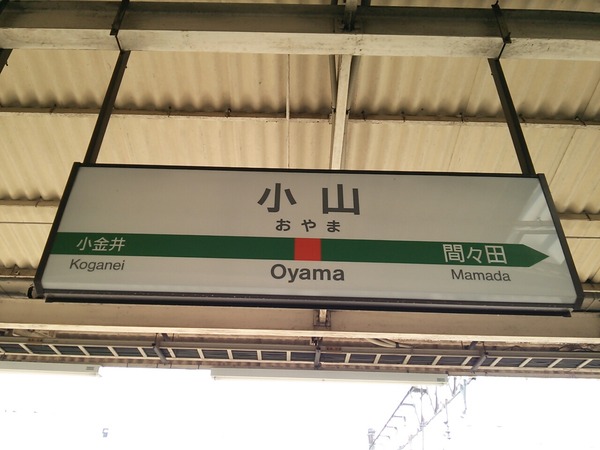 小山
おやま
小金井
間々田
Koganei
Oyama
Mamada